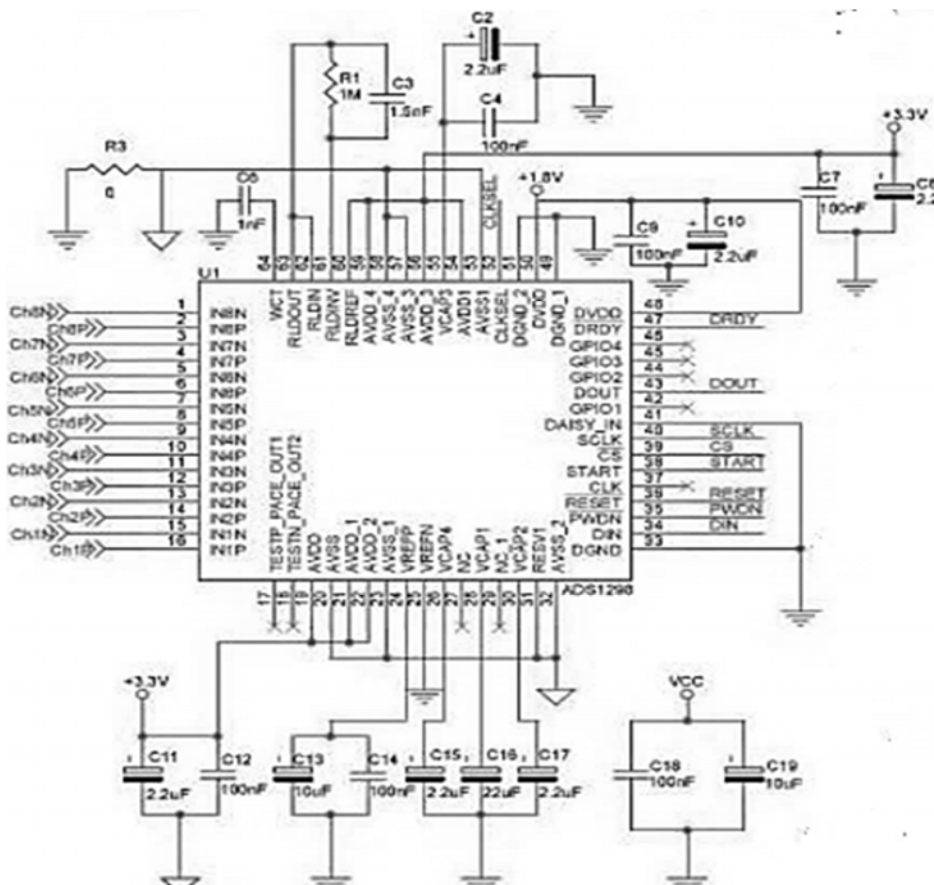 C2
2.2uF
R1
1M
C3
1.5nF
C4
100nF
+3.3V
R3
0
+1.8V
C7
100nF
2.2
CLKSEL
C9
100nF
C10
2.2uF
64
63
62
61
60
59
58
57
56
55
54
53
52
51
50
49
U1
WCT
RLDOUT
RLDIN
RLDINV
RLDREF
AVDD_4
AVSS_4
AVSS_3
AVDD_3
VCAP3
AVDD1
AVSS1
CLKSEL
DGND_2
DVDD
DGND_1
Ch8N 1 IN8N
Ch8P 2 IN8P
Ch7N 3 IN7N
Ch7P 4 IN7P
Ch6N 5 IN6N
Ch6P 6 IN6P
Ch5N 7 IN5N
Ch5P 8 IN5P
Ch4N 9 IN4N
Ch4P 10 IN4P
Ch3N 11 IN3N
Ch3P 12 IN3P
Ch2N 13 IN2N
Ch2P 14 IN2P
Ch1N 15 IN1N
Ch1P 16 IN1P
DVDD 48
DRDY 47 DRDY
GPIO4 46
GPIO3 45
GPIO2 44
DOUT 43 DOUT
GPIO1 42
DAISY_IN 41
SCLK 40 SCLK
CS 39 CS
START 38 START
CLK 37
RESET 36 RESET
PWDN 35 PWDN
DIN 34 DIN
DGND 33
TESTP_PACE_OUT1
TESTN_PACE_OUT2
AVDD
AVSS
AVDD_1
AVDD_2
AVSS_1
VREFP
VREFN
VCAP4
NC
VCAP1
NC_1
VCAP2
RESV1
AVSS_2
ADS1298
17
18
19
20
21
22
23
24
25
26
27
28
29
30
31
32
+3.3V
VCC
C11
2.2uF
C12
100nF
C13
10uF
C14
100nF
C15
2.2uF
C16
22uF
C17
2.2uF
C18
100nF
C19
10uF